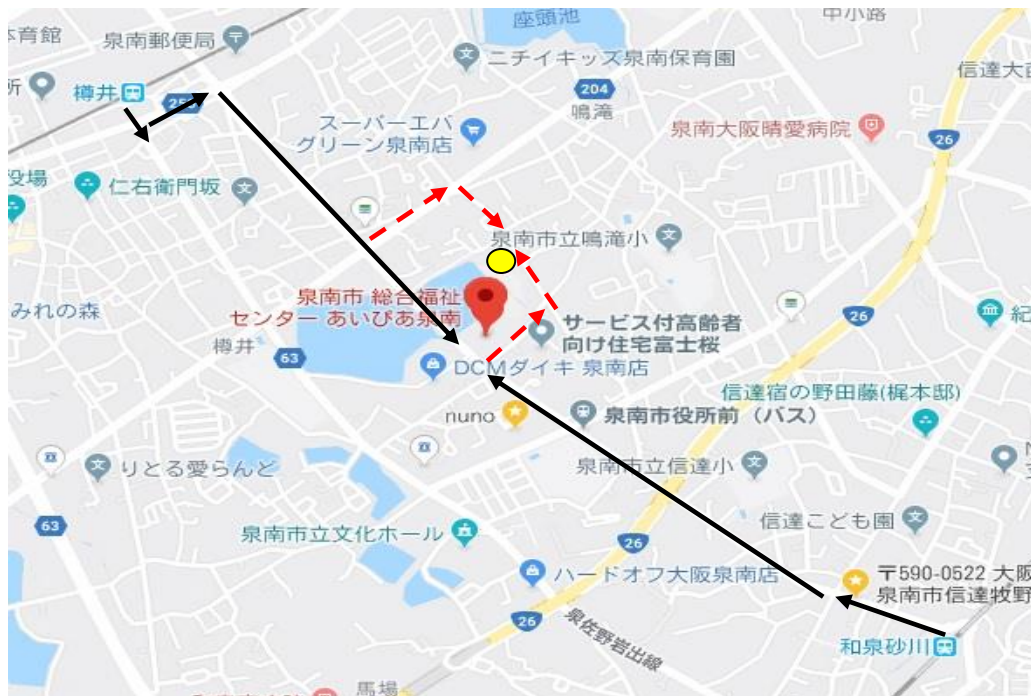 座頭池
中小路
体育館
泉南郵便局
ニチイキッズ泉南保育園
信達大
所
樽井
250
204
鳴滝
スーパーエバ
グリーン泉南店
泉南大阪晴愛病院
26
役場
仁右衛門坂
泉南市立鳴滝小
みれの森
泉南市 総合福祉
センター あいぴあ泉南
26
紀
サービス付高齢者
向け住宅富士桜
樽井
63
DCMダイキ 泉南店
信達宿の野田藤(梶本邸)
nuno
泉南市役所前（バス）
りとる愛らんど
泉南市立信達小
63
泉南市立文化ホール
信達こども園
26
ハードオフ大阪泉南店
〒590-0522 大阪
泉南市信達牧野
26
泉佐野岩出線
和泉砂川
馬場